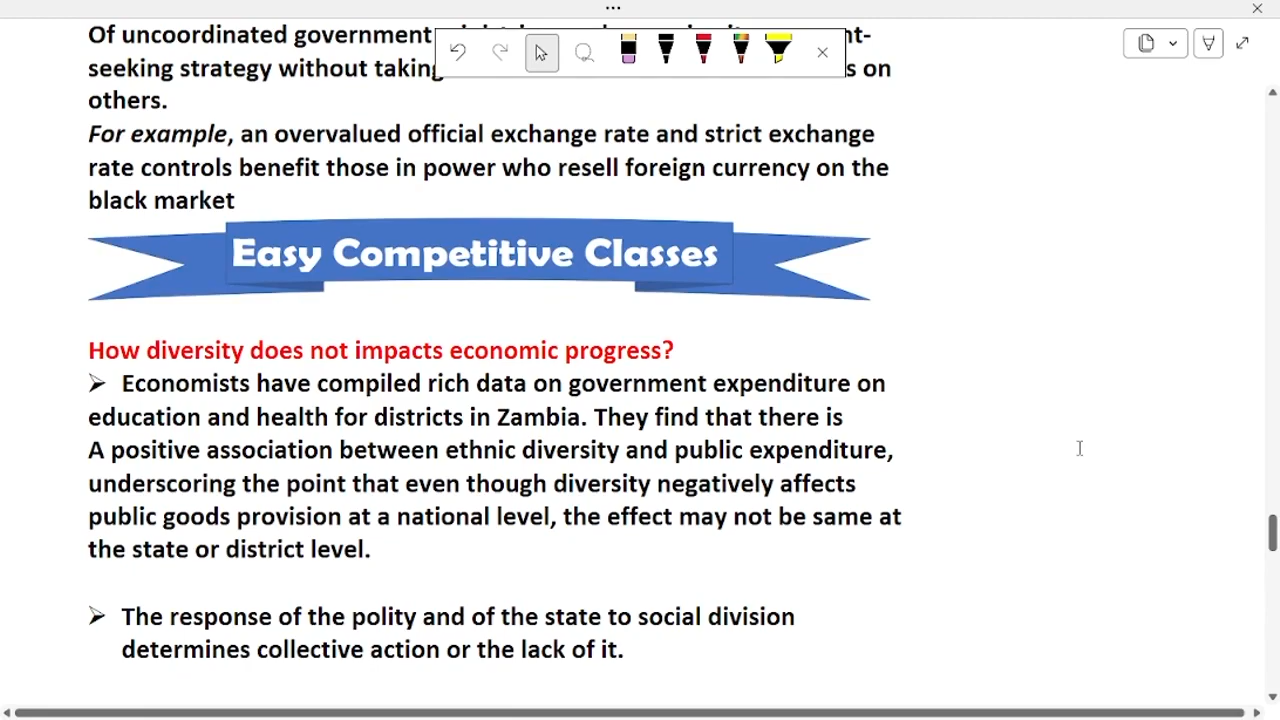 Of uncoordinated government
nt-
seeking strategy without taking
s on
others.
For example, an overvalued official exchange rate and strict exchange
rate controls benefit those in power who resell foreign currency on the
black market
Easy Competitive Classes
How diversity does not impacts economic progress?
➢ Economists have compiled rich data on government expenditure on
education and health for districts in Zambia. They find that there is
A positive association between ethnic diversity and public expenditure,
underscoring the point that even though diversity negatively affects
public goods provision at a national level, the effect may not be same at
the state or district level.
➢ The response of the polity and of the state to social division
determines collective action or the lack of it.